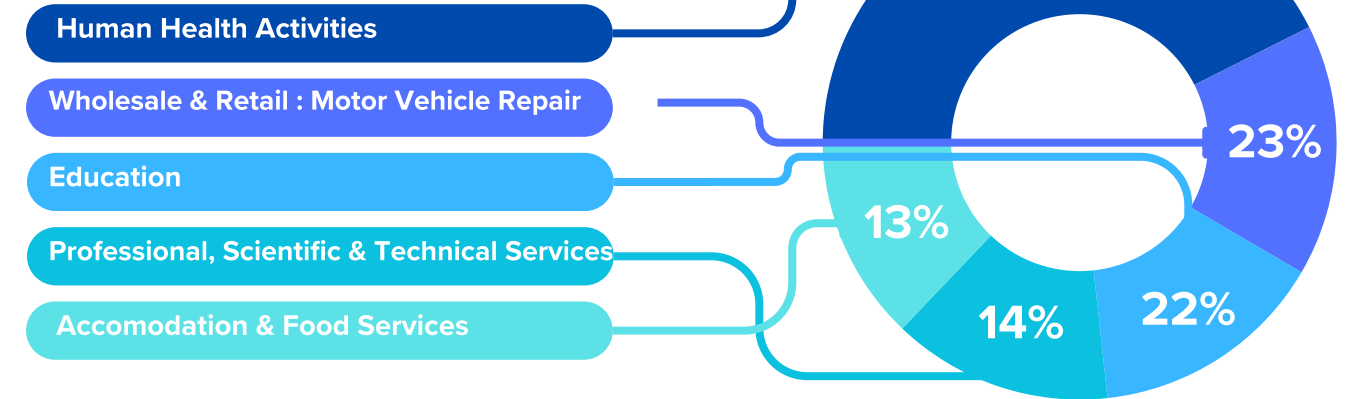 Human Health Activities
Wholesale & Retail : Motor Vehicle Repair
Education
Professional, Scientific & Technical Services
Accomodation & Food Services
23%
13%
22%
14%